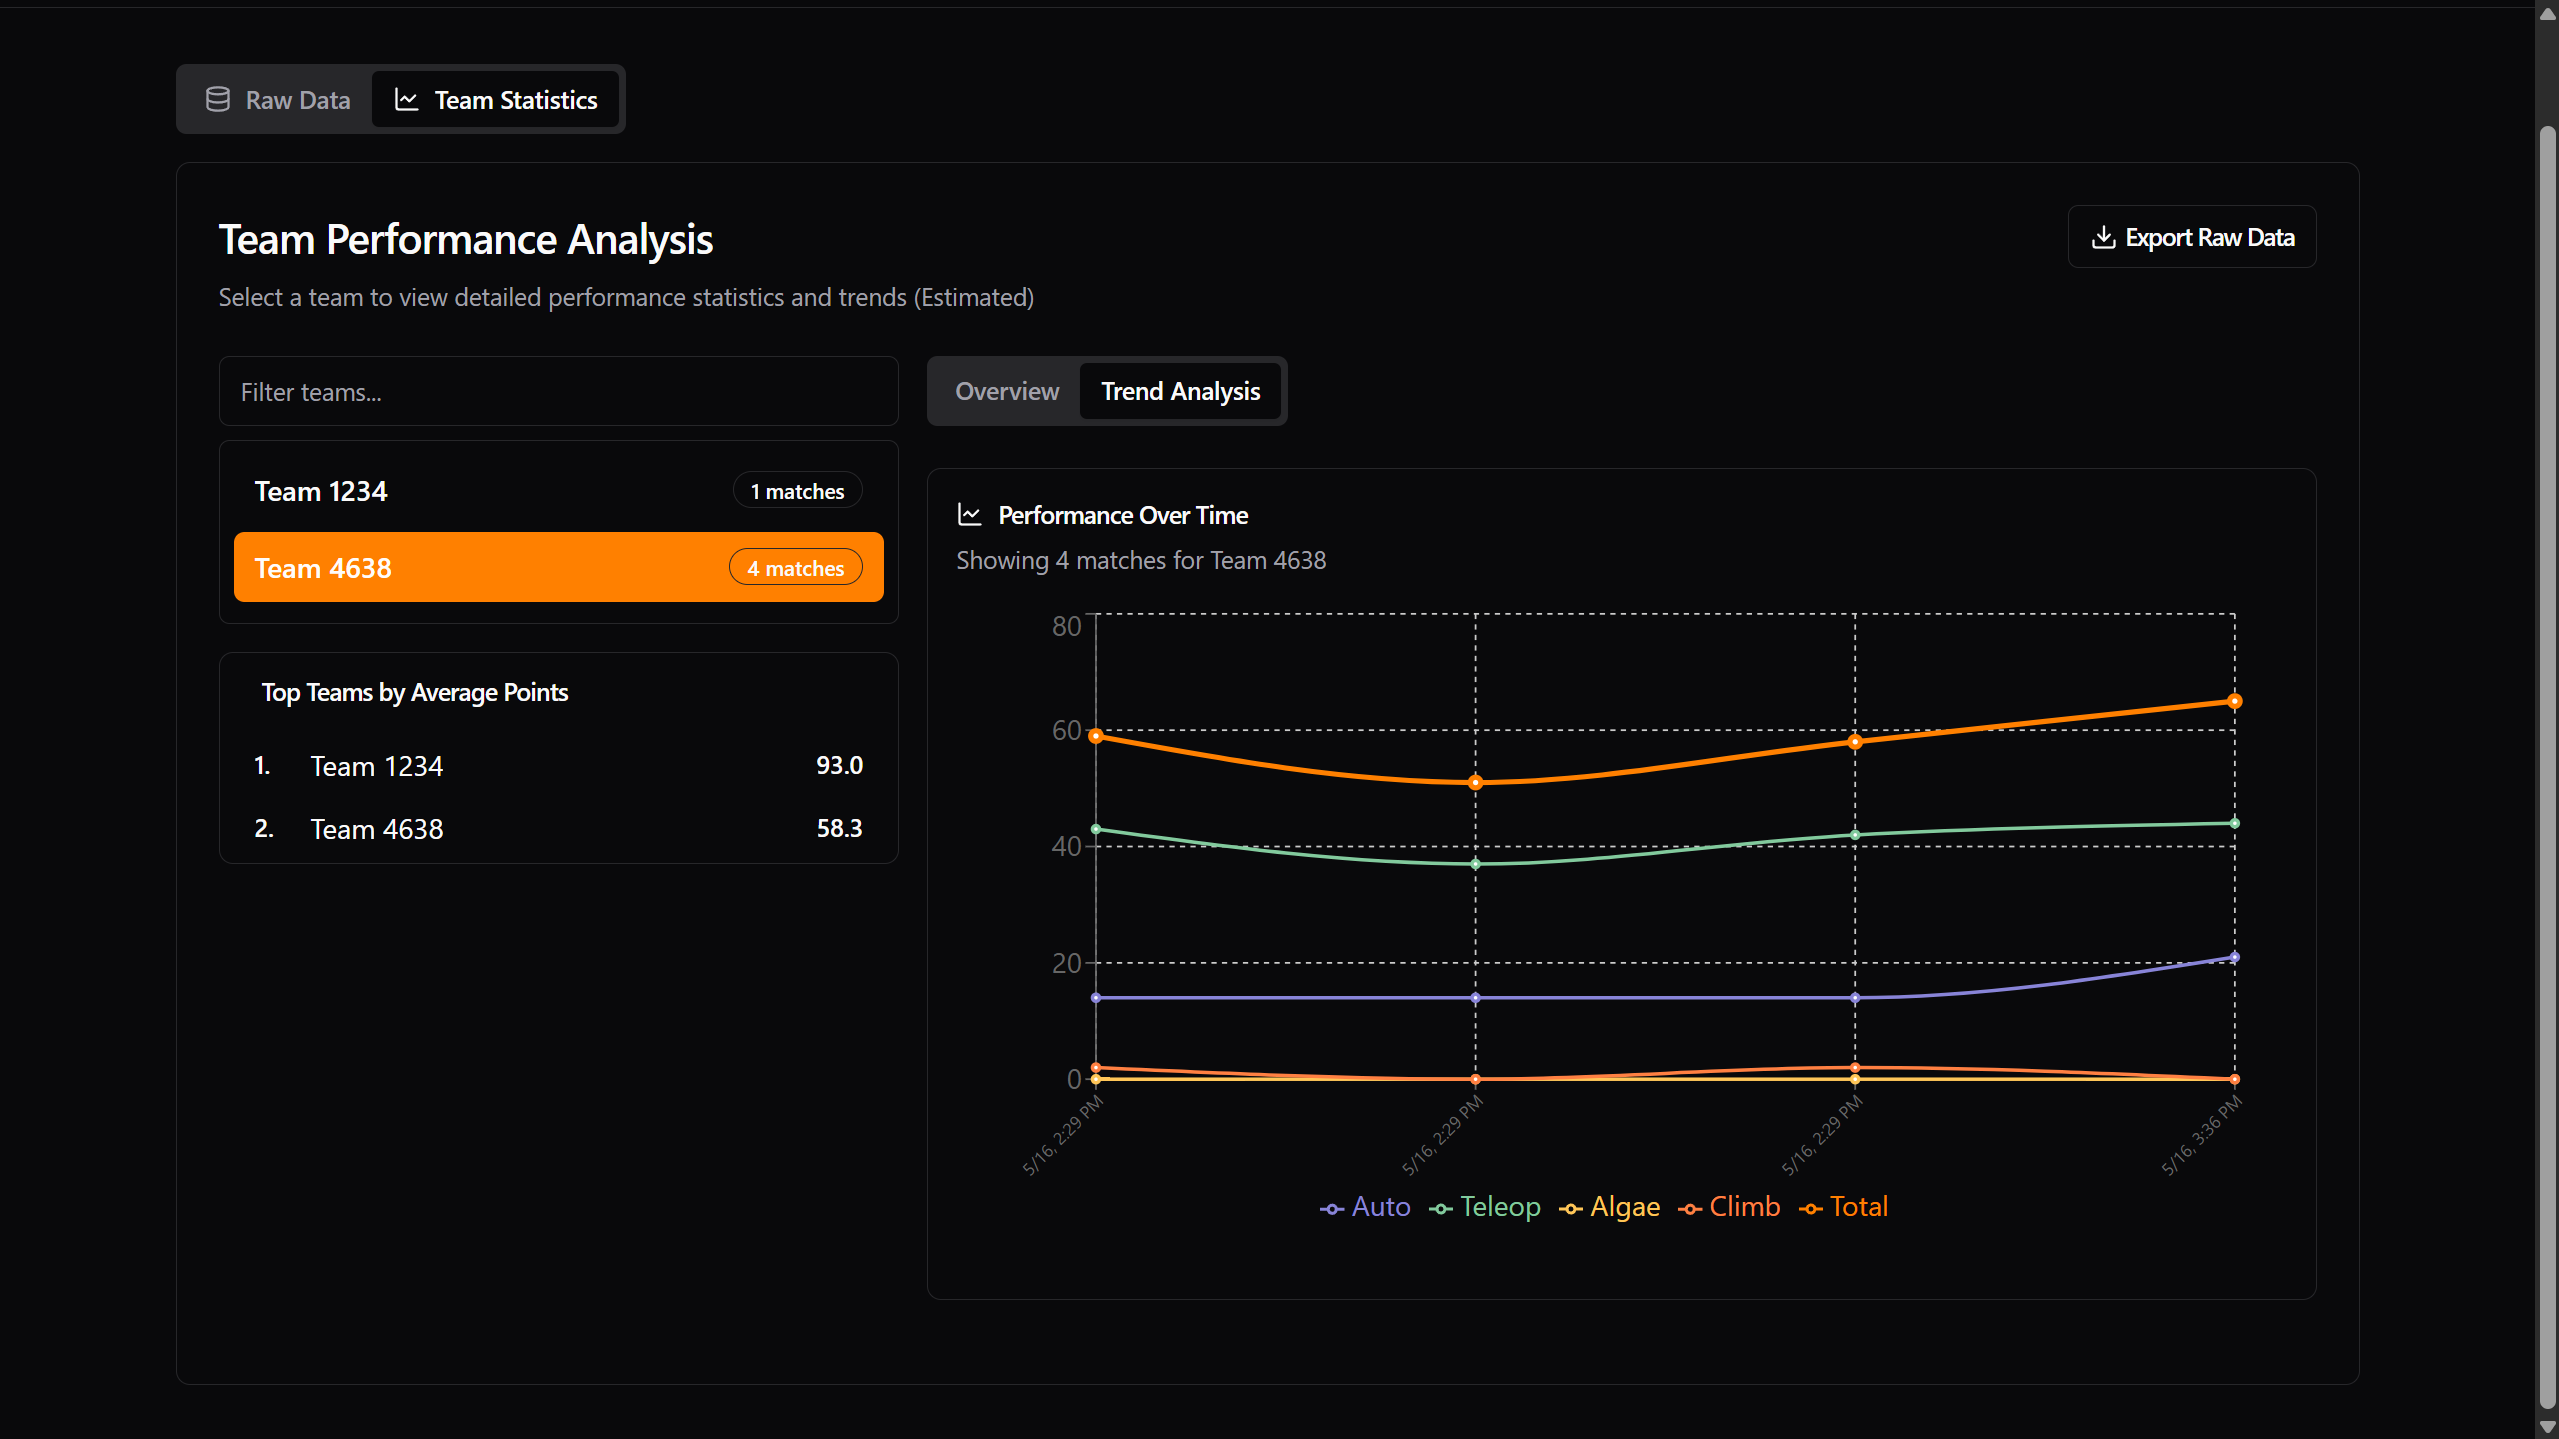 Raw Data
Team Statistics
Team Performance Analysis
Export Raw Data
Select a team to view detailed performance statistics and trends (Estimated)
Filter teams...
Overview
Trend Analysis
Team 1234
1 matches
Team 4638
4 matches
Top Teams by Average Points
1. Team 1234 93.0
2. Team 4638 58.3
Performance Over Time
Showing 4 matches for Team 4638
80
60
40
20
0
5/16, 2:29 PM
5/16, 2:29 PM
5/16, 2:29 PM
5/16, 3:36 PM
Auto Teleop Algae Climb Total